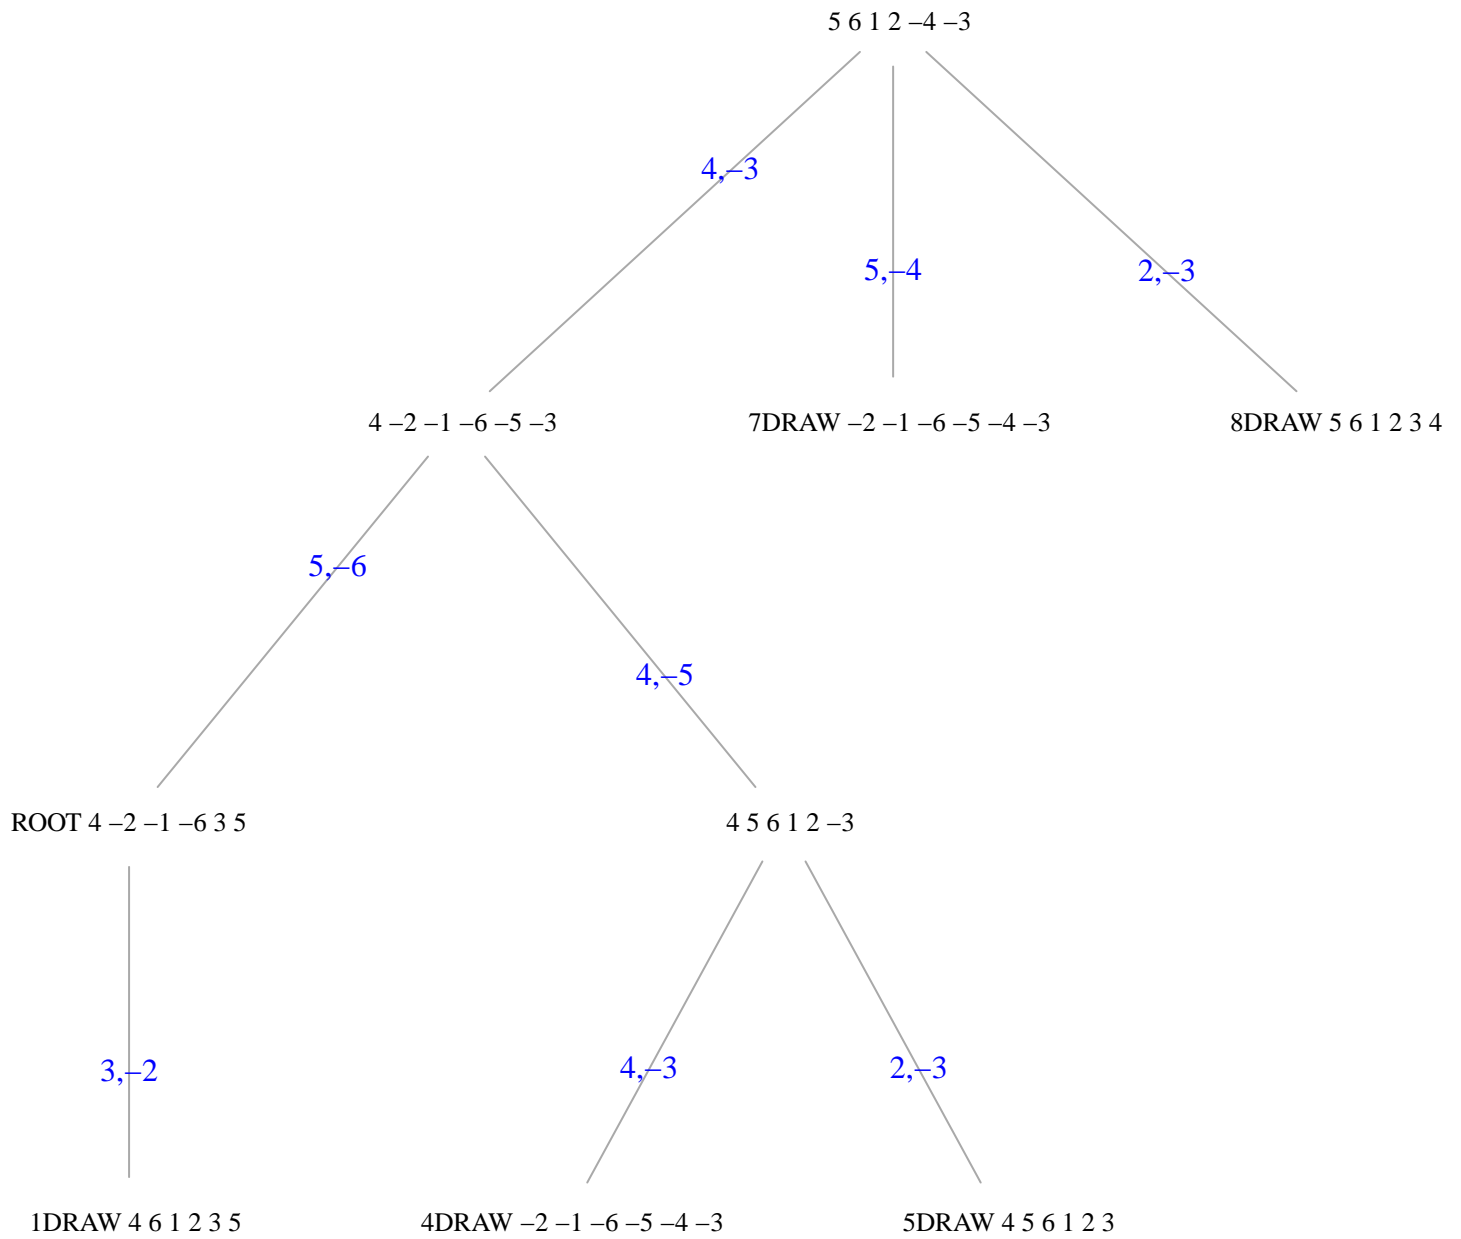 5 6 1 2 –4 –3
4,–3
5,–4
2,–3
4 –2 –1 –6 –5 –3
7DRAW –2 –1 –6 –5 –4 –3
8DRAW 5 6 1 2 3 4
5,–6
4,–5
ROOT 4 –2 –1 –6 3 5
4 5 6 1 2 –3
3,–2
4,–3
2,–3
1DRAW 4 6 1 2 3 5
4DRAW –2 –1 –6 –5 –4 –3
5DRAW 4 5 6 1 2 3